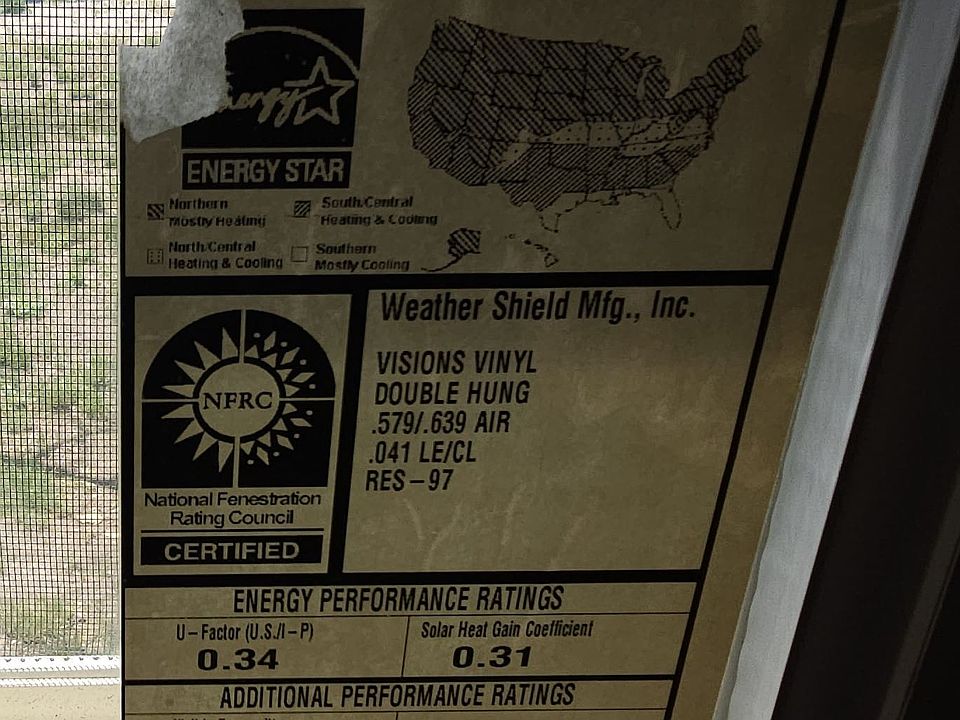 energy
ENERGY STAR
Northern
Mostly Heating
South/Central
Heating & Cooling
North/Central
Heating & Cooling
Southern
Mostly Cooling
NFRC
National Fenestration
Rating Council
CERTIFIED
Weather Shield Mfg., Inc.
VISIONS VINYL
DOUBLE HUNG
.579/.639 AIR
.041 LE/CL
RES-97
ENERGY PERFORMANCE RATINGS
U-Factor (U.S./I-P)
0.34
Solar Heat Gain Coefficient
0.31
ADDITIONAL PERFORMANCE RATINGS